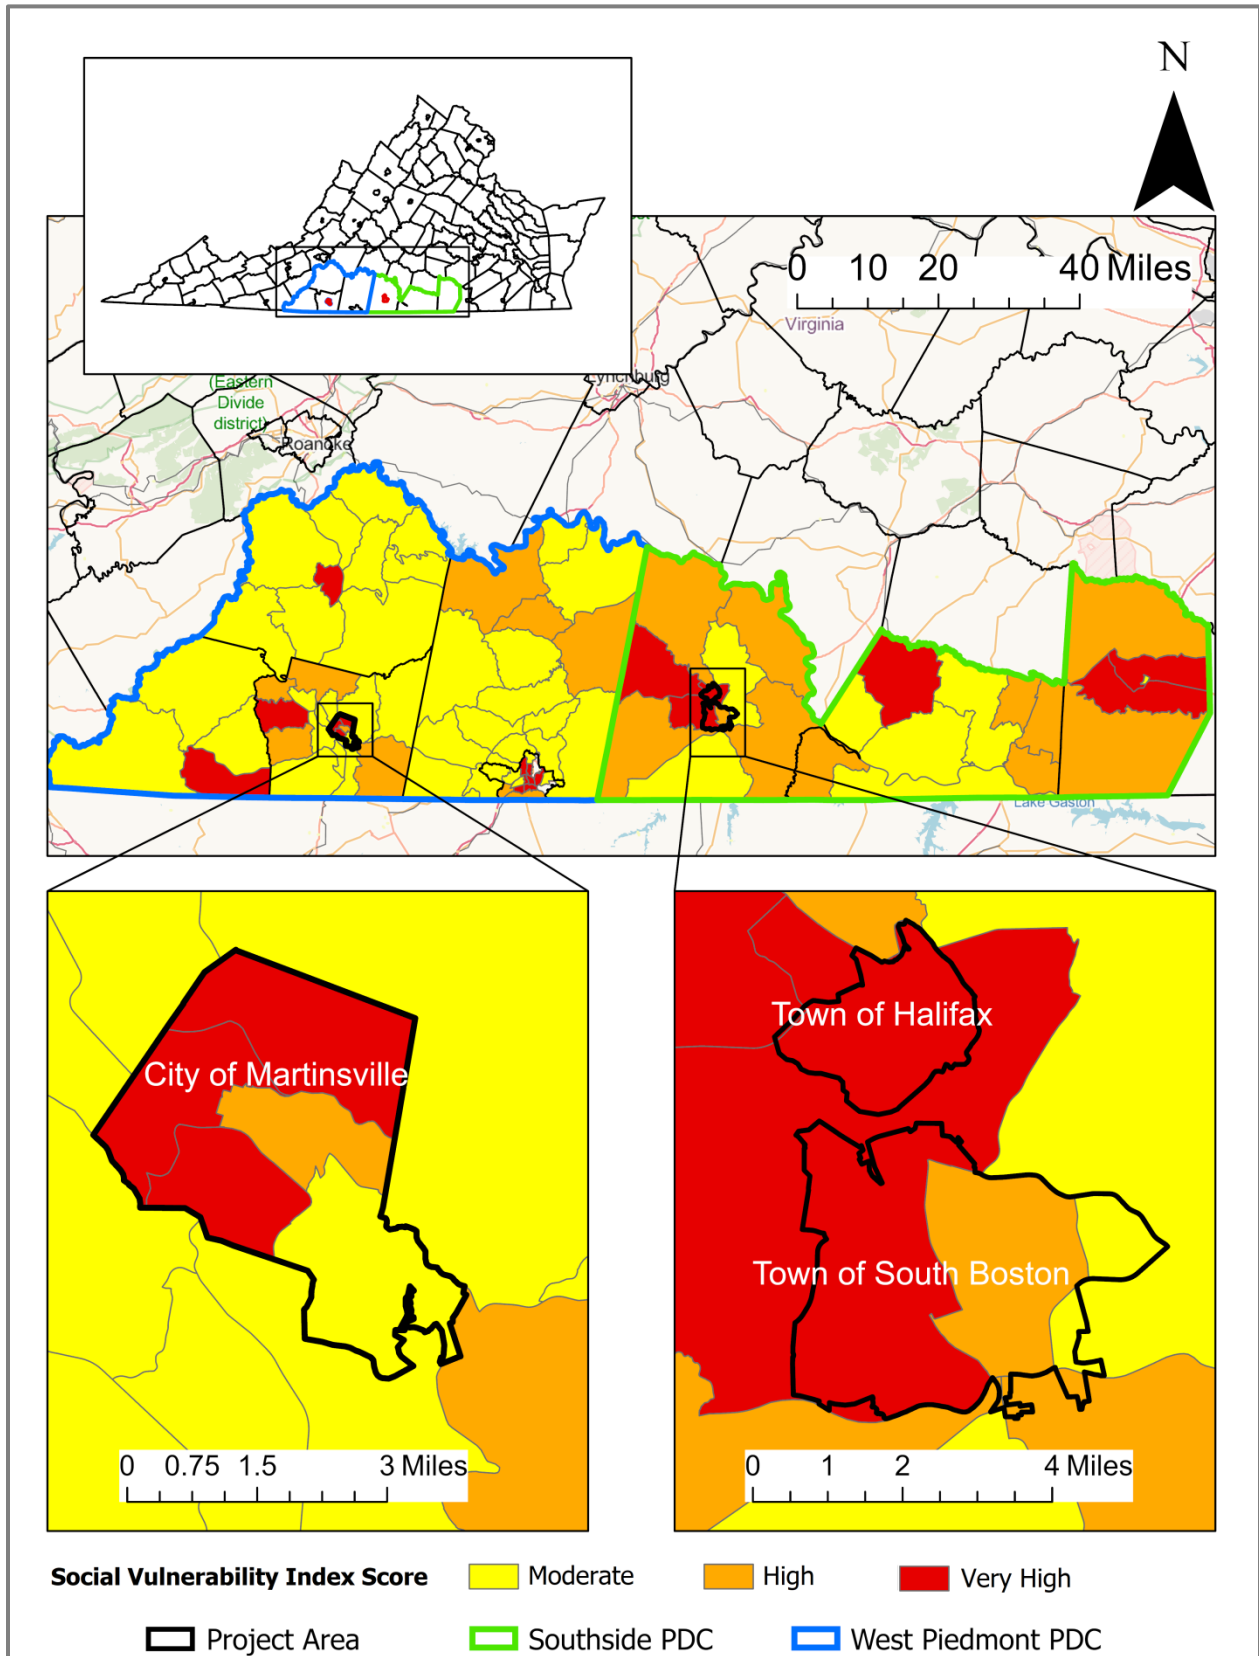 N
0 10 20 40 Miles
Virginia
Lynchburg
(Eastern
Divide
district)
Roanoke
Lake Gaston
City of Martinsville
0 0.75 1.5 3 Miles
Town of Halifax
Town of South Boston
0 1 2 4 Miles
Social Vulnerability Index Score Moderate High Very High
Project Area Southside PDC West Piedmont PDC